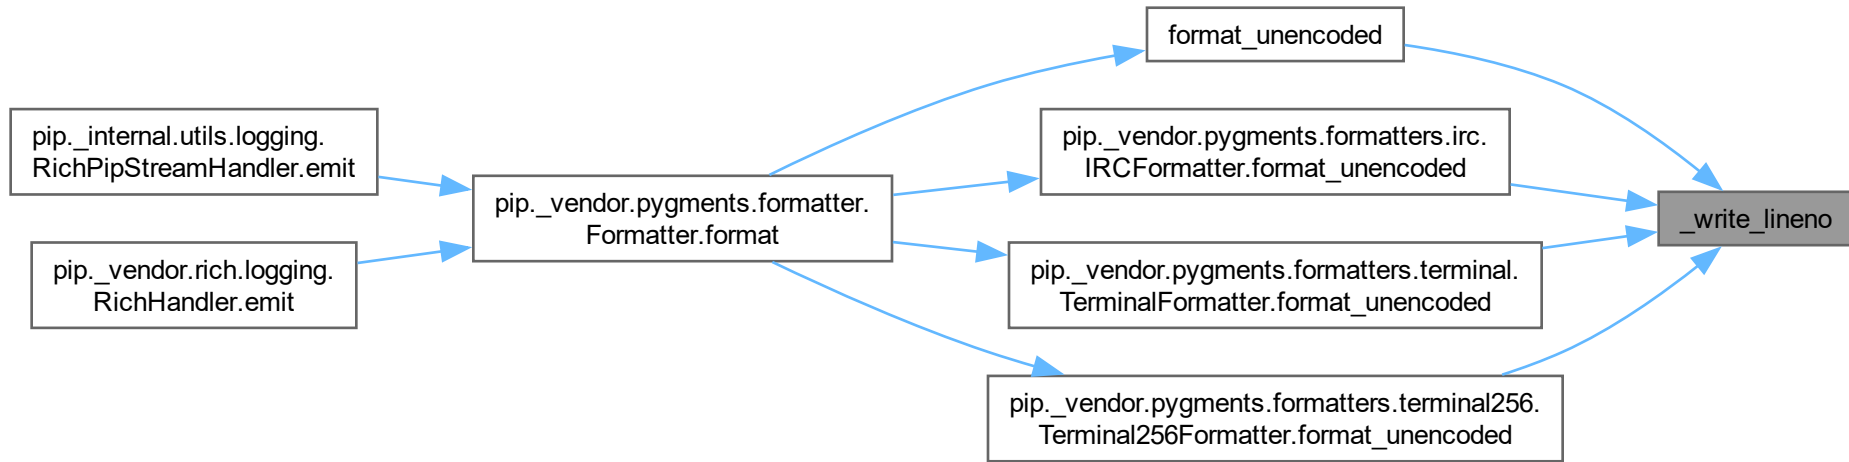 format_unencoded
pip._internal.utils.logging.
RichPipStreamHandler.emit
pip._vendor.pygments.formatters.irc.
IRCFormatter.format_unencoded
pip._vendor.pygments.formatter.
Formatter.format
_write_lineno
pip._vendor.rich.logging.
RichHandler.emit
pip._vendor.pygments.formatters.terminal.
TerminalFormatter.format_unencoded
pip._vendor.pygments.formatters.terminal256.
Terminal256Formatter.format_unencoded